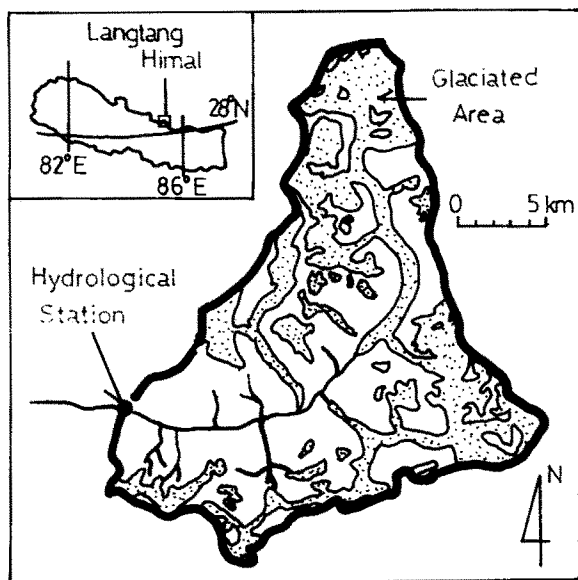 Langtang
Himal
28°N
82°E
86°E
Glaciated
Area
0 5 km
Hydrological
Station
N